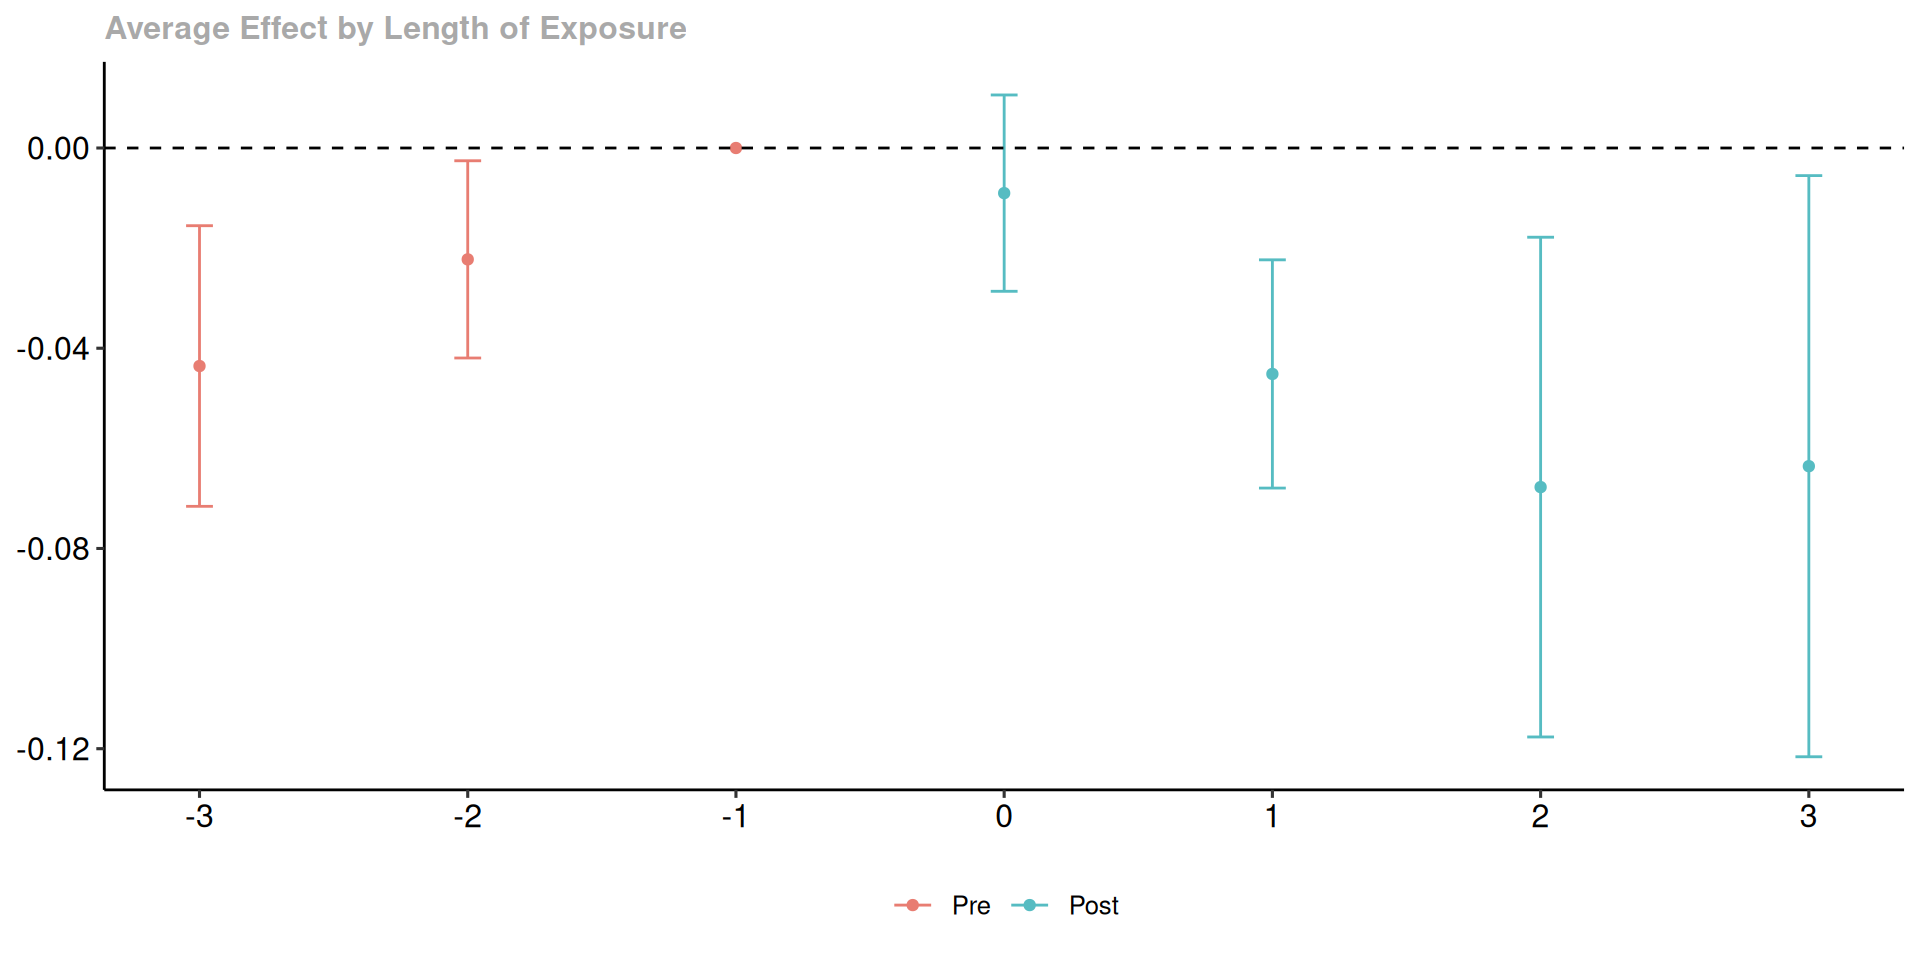 Average Effect by Length of Exposure
0.00
-0.04
-0.08
-0.12
-3 -2 -1 0 1 2 3
Pre Post